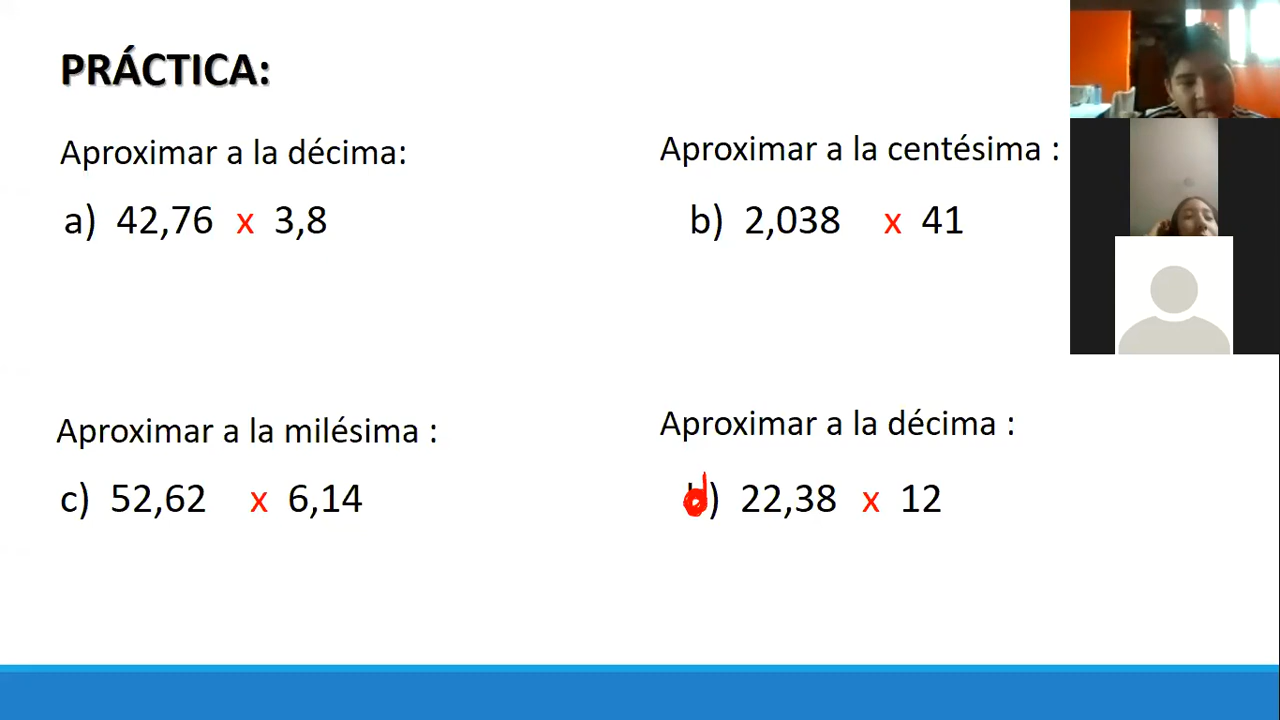 PRÁCTICA:
Aproximar a la décima:
a) 42,76 x 3,8
Aproximar a la centésima :
b) 2,038 x 41
Aproximar a la milésima :
c) 52,62 x 6,14
Aproximar a la décima :
d) 22,38 x 12